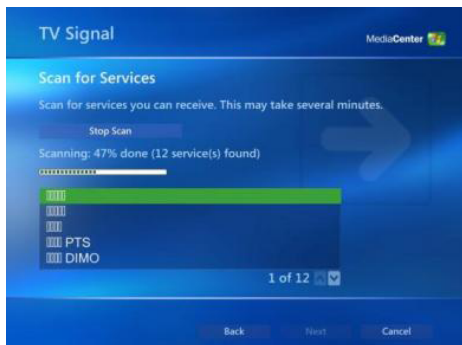 TV Signal
MediaCenter
Scan for Services
Scan for services you can receive. This may take several minutes.
Stop Scan
Scanning: 47% done (12 service(s) found)
PTS
DIMO
1 of 12
Back Next Cancel